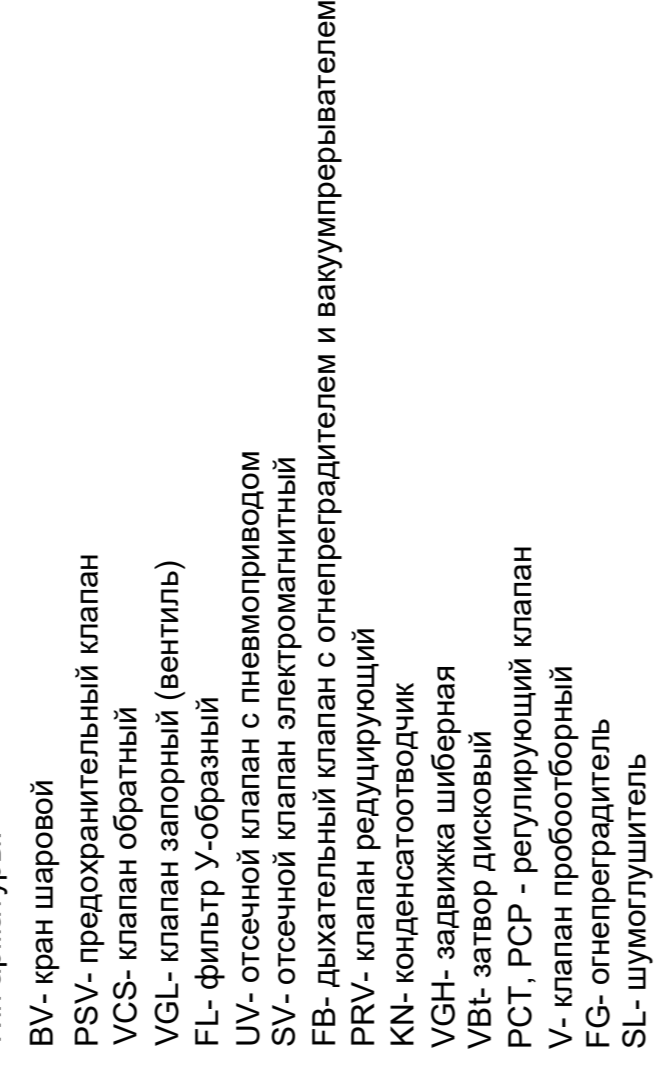 BV- кран шаровой
PSV- предохранительный клапан
VCS- клапан обратный
VGL- клапан запорный (вентиль)
FL- фильтр У-образный
UV- отсечной клапан с пневмоприводом
SV- отсечной клапан электромагнитный
FB- дыхательный клапан с огнепреградителем и вакуумпрерывателем
PRV- клапан редуцирующий
KN- конденсатоотводчик
VGH- задвижка шиберная
VBt- затвор дисковый
PCT, PCP - регулирующий клапан
V- клапан пробоотборный
FG- огнепреградитель
SL- шумоглушитель